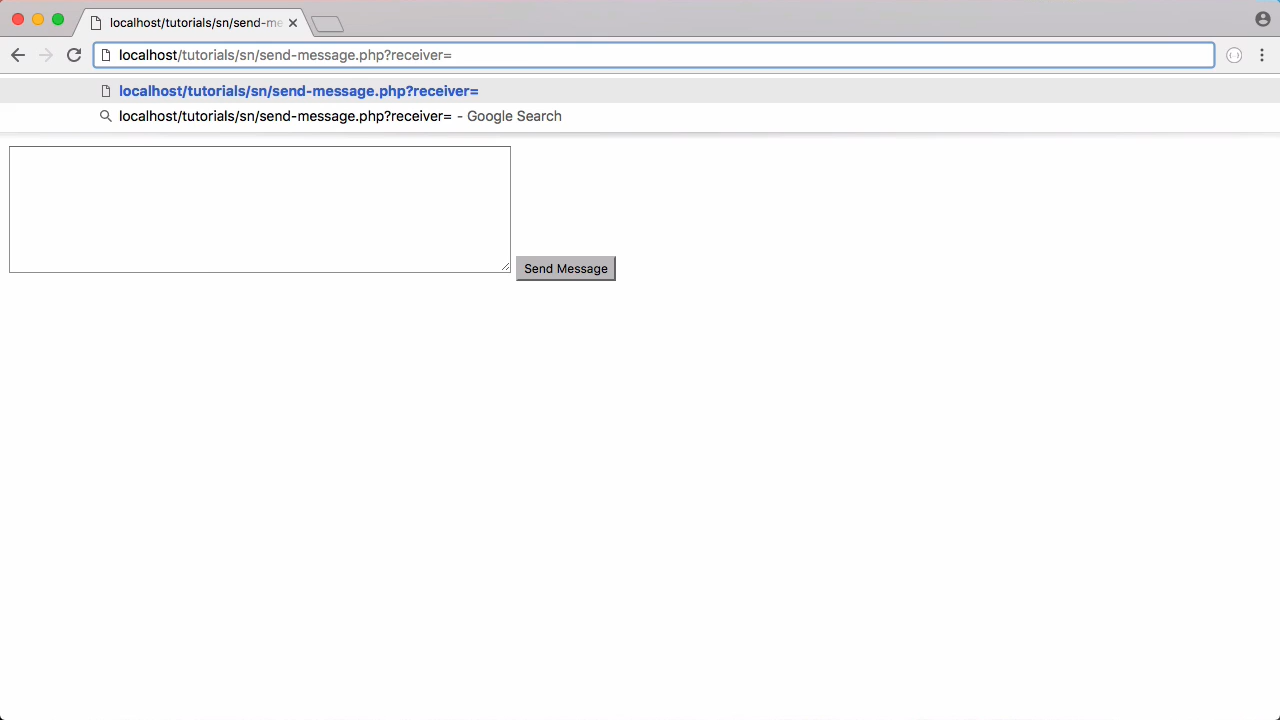 localhost/tutorials/sn/send-me
localhost/tutorials/sn/send-message.php?receiver=
localhost/tutorials/sn/send-message.php?receiver=
localhost/tutorials/sn/send-message.php?receiver= - Google Search
Send Message